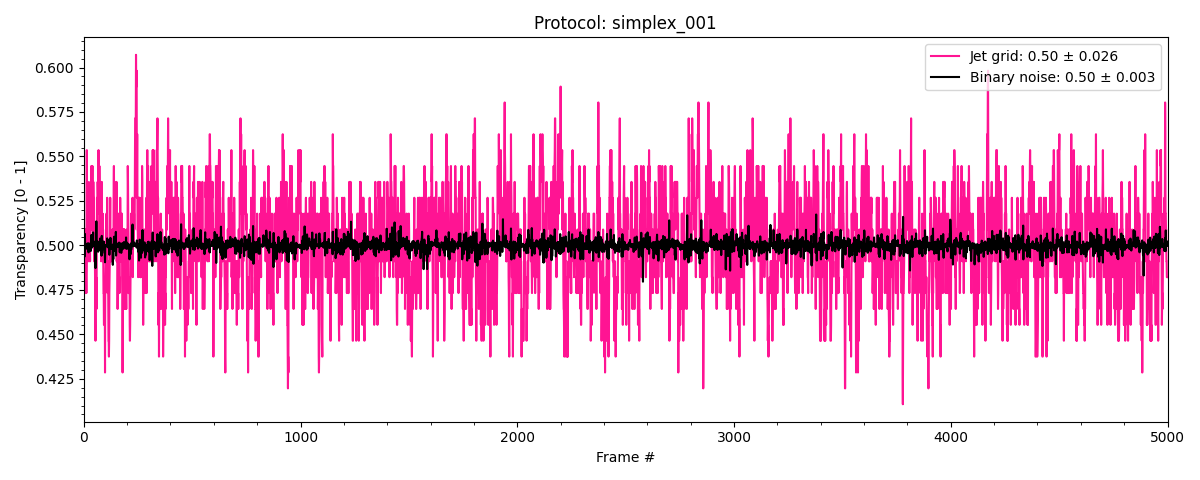 Protocol: simplex_001
Jet grid: 0.50 ± 0.026
Binary noise: 0.50 ± 0.003
Transparency [0 - 1]
0.600
0.575
0.550
0.525
0.500
0.475
0.450
0.425
0 1000 2000 3000 4000 5000
Frame #